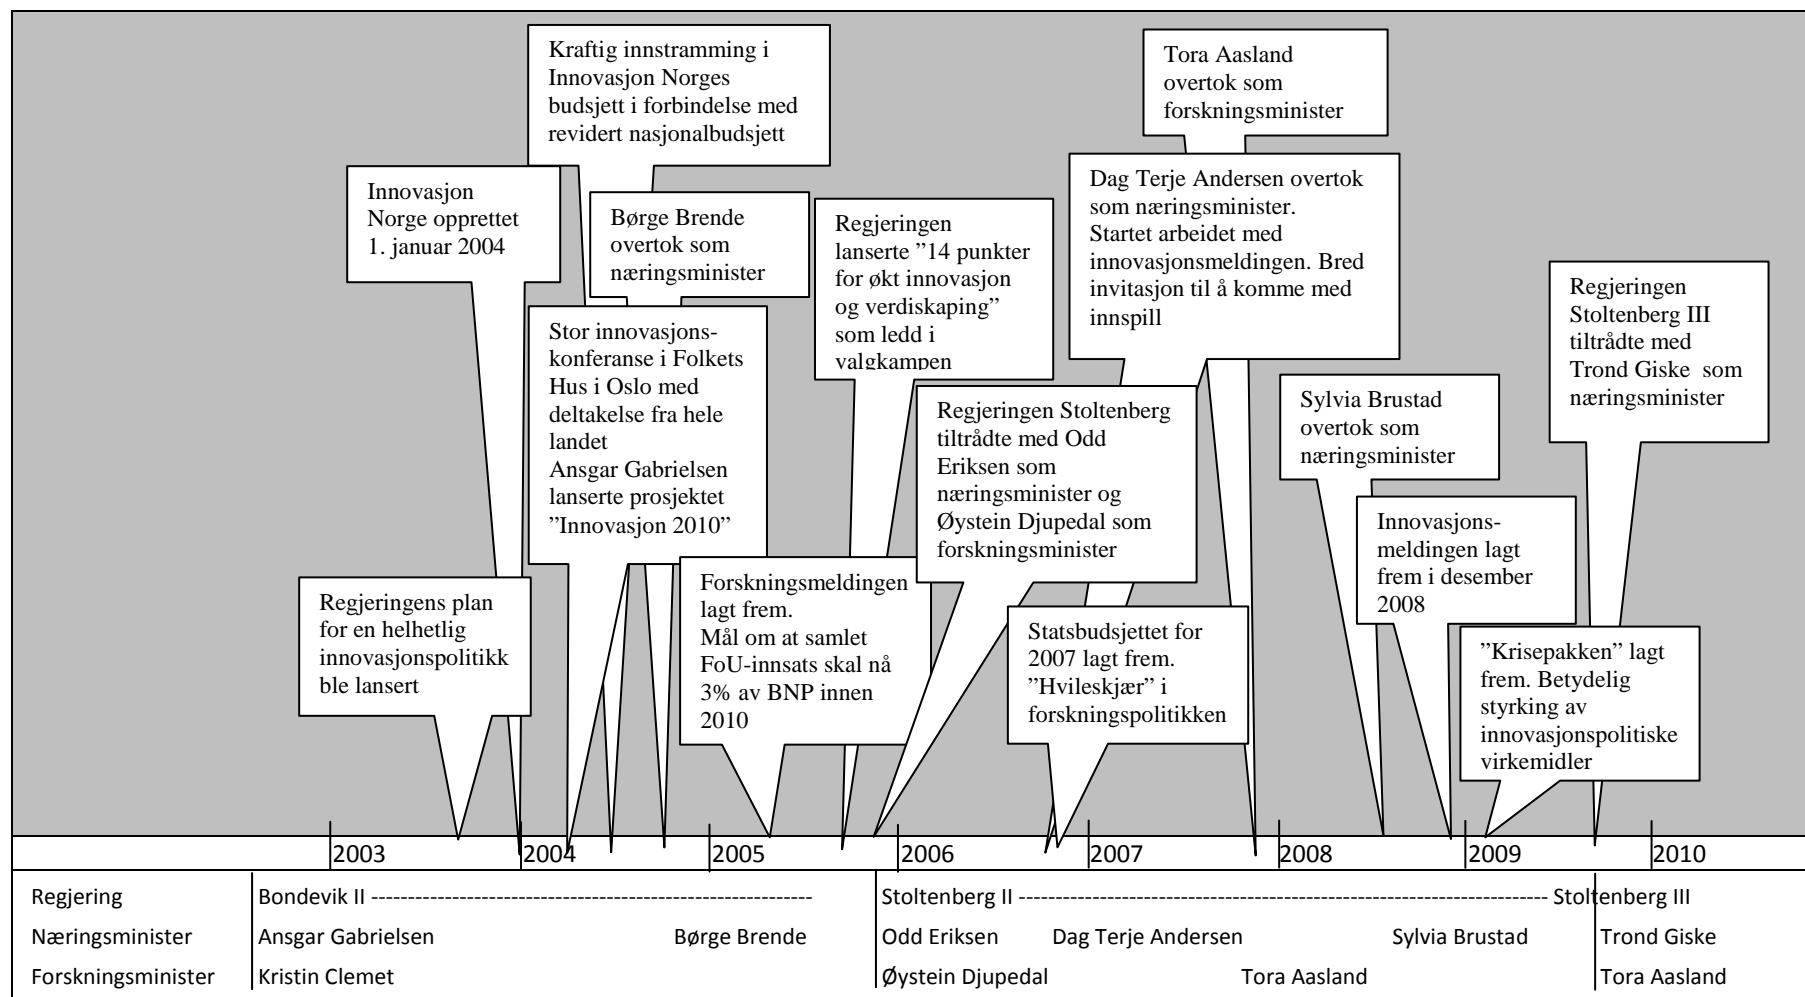 Kraftig innstramming i
Innovasjon Norges
budsjett i forbindelse med
revidert nasjonalbudsjett
Tora Aasland
overtok som
forskningsminister
Innovasjon
Norge opprettet
1. januar 2004
Børge Brende
overtok som
næringsminister
Regjeringen
lanserte ”14 punkter
for økt innovasjon
og verdiskaping”
som ledd i
valgkampen
Dag Terje Andersen overtok
som næringsminister.
Startet arbeidet med
innovasjonsmeldingen. Bred
invitasjon til å komme med
innspill
Regjeringen
Stoltenberg III
tiltrådte med
Trond Giske som
næringsminister
Stor innovasjons-
konferanse i Folkets
Hus i Oslo med
deltakelse fra hele
landet
Ansgar Gabrielsen
lanserte prosjektet
”Innovasjon 2010”
Regjeringen Stoltenberg
tiltrådte med Odd
Eriksen som
næringsminister og
Øystein Djupedal som
forskningsminister
Sylvia Brustad
overtok som
næringsminister
Innovasjons-
meldingen lagt
frem i desember
2008
Regjeringens plan
for en helhetlig
innovasjonspolitikk
ble lansert
Forskningsmeldingen
lagt frem.
Mål om at samlet
FoU-innsats skal nå
3% av BNP innen
2010
Statsbudsjettet for
2007 lagt frem.
”Hvileskjær” i
forskningspolitikken
”Krisepakken” lagt
frem. Betydelig
styrking av
innovasjonspolitiske
virkemidler
2003 2004 2005 2006 2007 2008 2009 2010
Regjering Bondevik II ------------------------------------------------------------ Stoltenberg II ------------------------------------------------------------------------ Stoltenberg III
Næringsminister Ansgar Gabrielsen Børge Brende Odd Eriksen Dag Terje Andersen Sylvia Brustad Trond Giske
Forskningsminister Kristin Clemet Øystein Djupedal Tora Aasland Tora Aasland